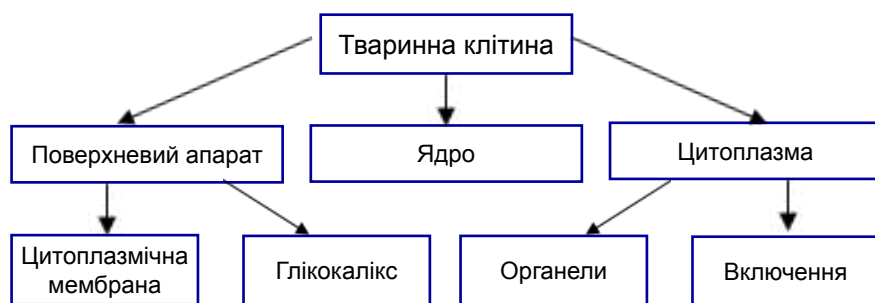 Тваринна клітина
Поверхневий апарат
Ядро
Цитоплазма
Цитоплазмічна
мембрана
Глікокалікс
Органели
Включення